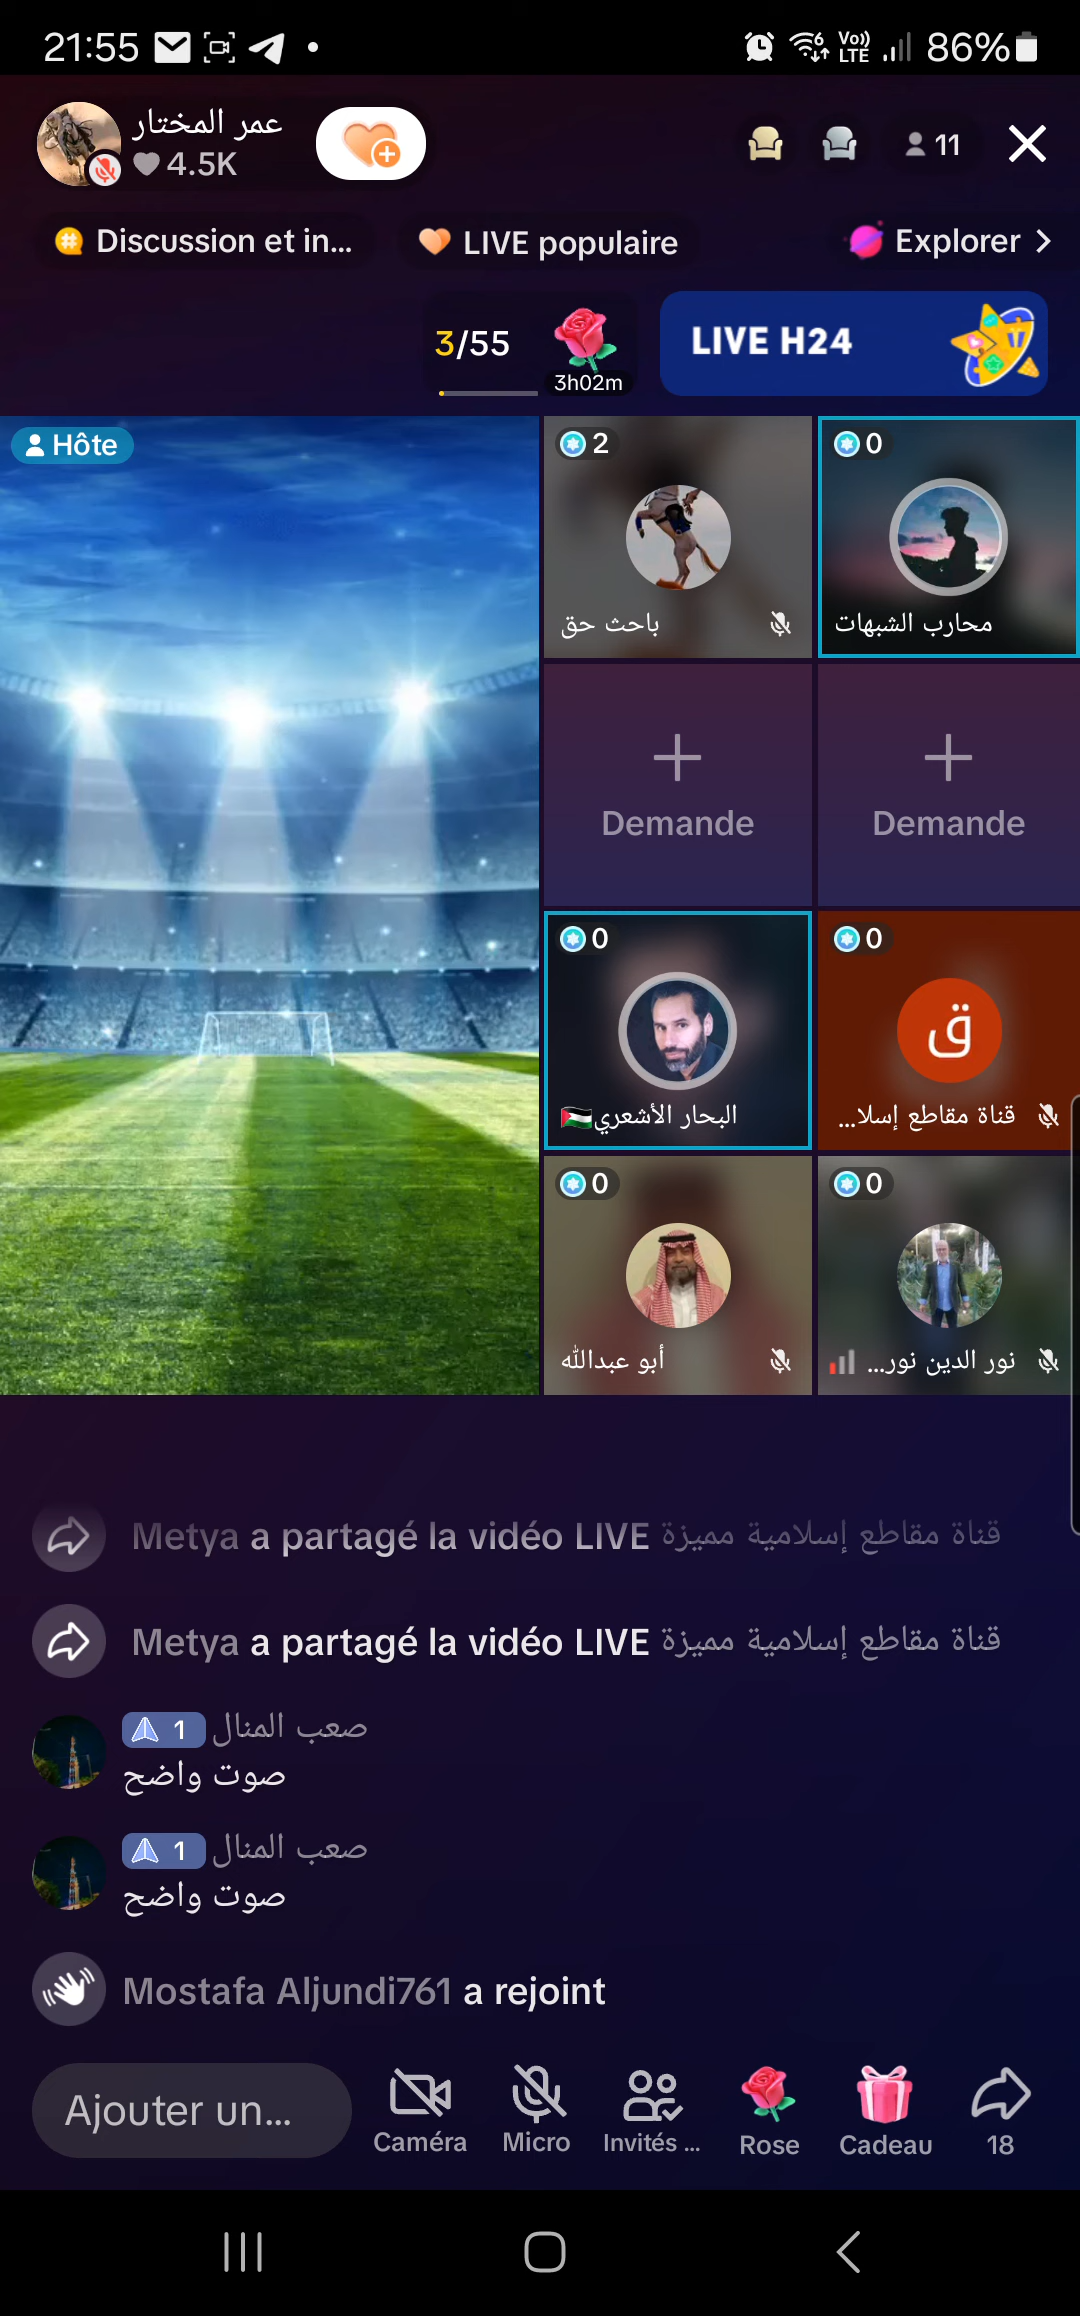 21:55
Vo)) LTE 86%
عمر المختار
4.5K
11
Discussion et in...
LIVE populaire
Explorer
3/55
3h02m
LIVE H24
Hôte
2
باحث حق
0
محارب الشبهات
Demande
Demande
0
البحار الأشعري🇵🇸
0
ق
قناة مقاطع إسلا...
0
أبو عبدالله
0
نور الدين نور...
Metya a partagé la vidéo LIVE قناة مقاطع إسلامية مميزة
Metya a partagé la vidéo LIVE قناة مقاطع إسلامية مميزة
1 صعب المنال
صوت واضح
1 صعب المنال
صوت واضح
Mostafa Aljundi761 a rejoint
Ajouter un...
Caméra
Micro
Invités ...
Rose
Cadeau
18